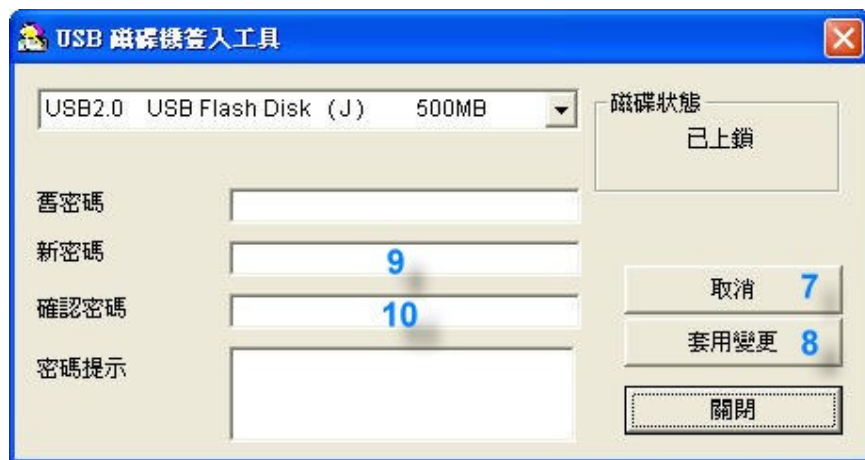 USB 磁碟機簽入工具
USB2.0 USB Flash Disk (J) 500MB
磁碟狀態
已上鎖
舊密碼
新密碼
9
確認密碼
10
密碼提示
取消 7
套用變更 8
關閉